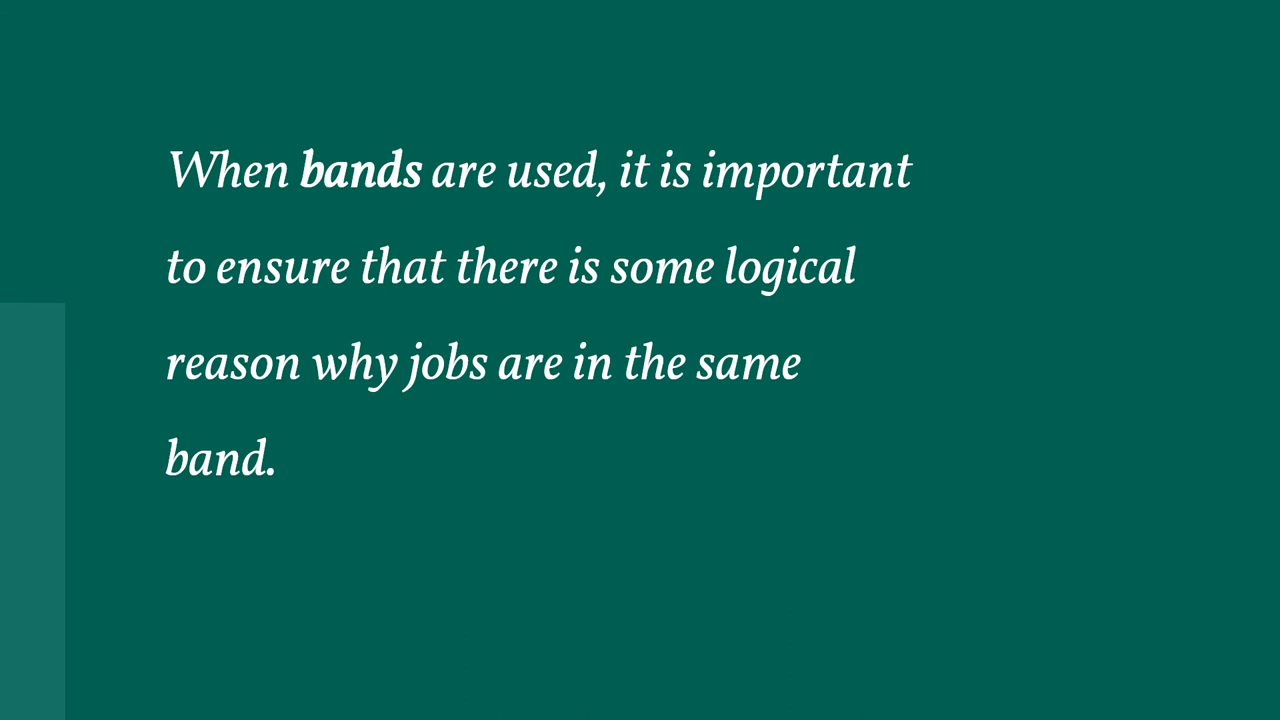 When bands are used, it is important
to ensure that there is some logical
reason why jobs are in the same
band.